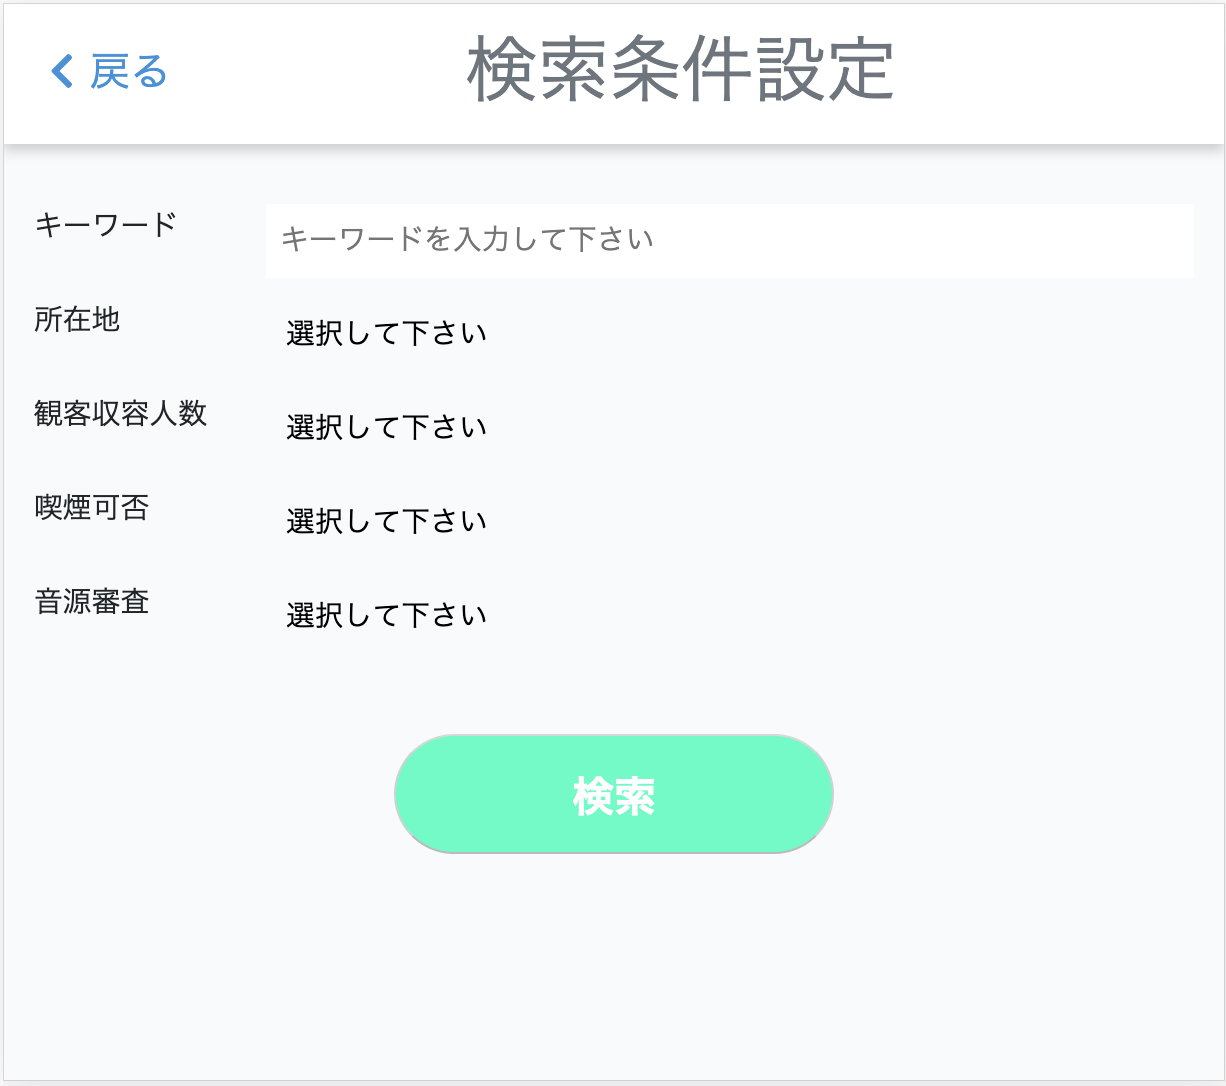 戻る
検索条件設定
キーワード
キーワードを入力して下さい
所在地
選択して下さい
観客収容人数
選択して下さい
喫煙可否
選択して下さい
音源審査
選択して下さい
検索